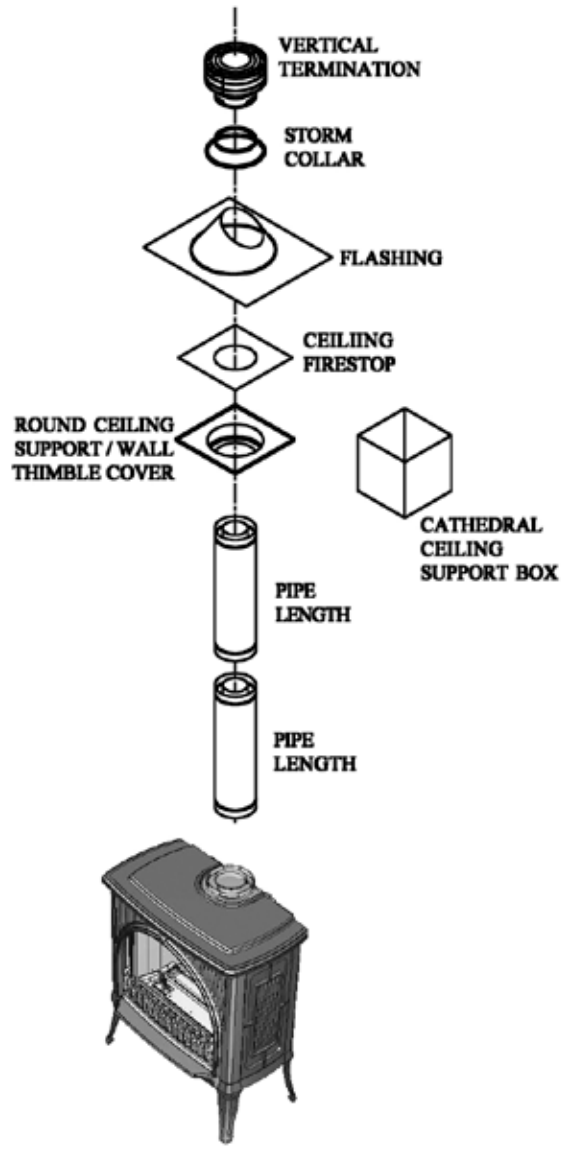 VERTICAL
TERMINATION
STORM
COLLAR
FLASHING
CEILIING
FIRESTOP
ROUND CEILING
SUPPORT / WALL
THIMBLE COVER
CATHEDRAL
CEILING
SUPPORT BOX
PIPE
LENGTH
PIPE
LENGTH